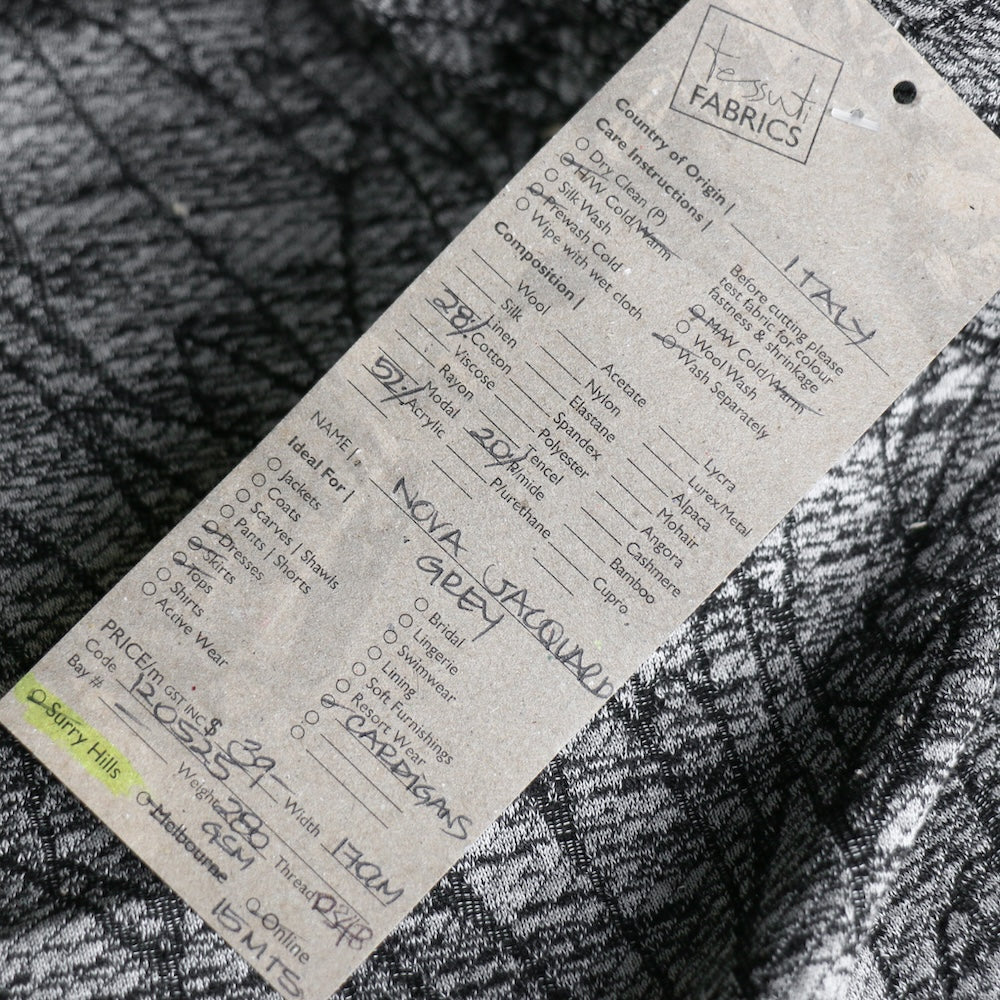 Tessuti
FABRICS
Country of Origin | ITALY
Care Instructions |
Dry Clean (P)
H/W Cold/Warm
Silk Wash
Prewash Cold
Wipe with wet cloth
Before cutting please
test fabric for colour
fastness & shrinkage
M/W Cold/Warm
Wool Wash
Wash Separately
Composition |
Wool
Silk
Linen
28% Cotton
Viscose
Rayon
Modal
52% Acrylic
Acetate
Nylon
Elastane
Spandex
Polyester
Tencel
20% P/mide
P/urethane
Lycra
Lurex/Metal
Alpaca
Mohair
Angora
Cashmere
Bamboo
Cupro
NAME | NOVA JACQUARD
GREY
Ideal For |
Jackets
Coats
Scarves | Shawls
Pants | Shorts
Dresses
Skirts
Tops
Shirts
Active Wear
Bridal
Lingerie
Swimwear
Lining
Soft Furnishings
Resort Wear
CARDIGANS
PRICE/m GST INC $ 39- Width 170CM
Code 120525 Weight 280 GSM Thread
Bay #
Surry Hills
Melbourne
Online
15MTS